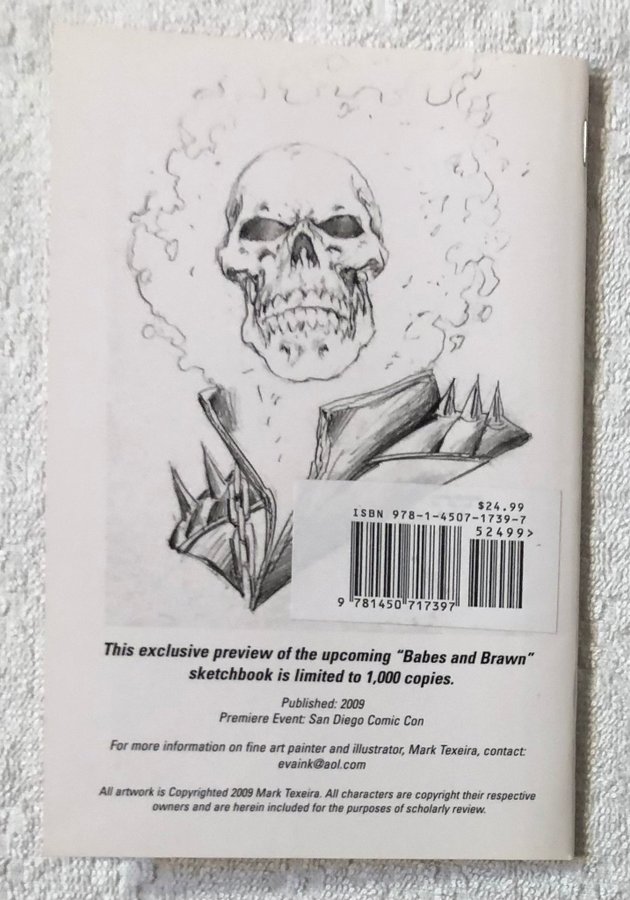 $24.99
ISBN 978-1-4507-1739-7
52499>
9 781450 717397
This exclusive preview of the upcoming “Babes and Brawn”
sketchbook is limited to 1,000 copies.
Published: 2009
Premiere Event: San Diego Comic Con
For more information on fine art painter and illustrator, Mark Texeira, contact:
evaink@aol.com
All artwork is Copyrighted 2009 Mark Texeira. All characters are copyright their respective
owners and are herein included for the purposes of scholarly review.